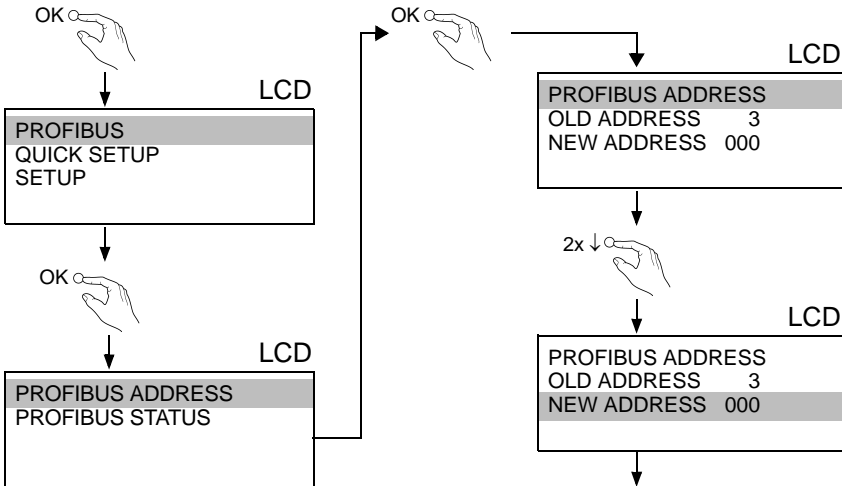 OK
LCD
PROFIBUS
QUICK SETUP
SETUP
OK
LCD
PROFIBUS ADDRESS
PROFIBUS STATUS
OK
LCD
PROFIBUS ADDRESS
OLD ADDRESS 3
NEW ADDRESS 000
2x ↓
LCD
PROFIBUS ADDRESS
OLD ADDRESS 3
NEW ADDRESS 000